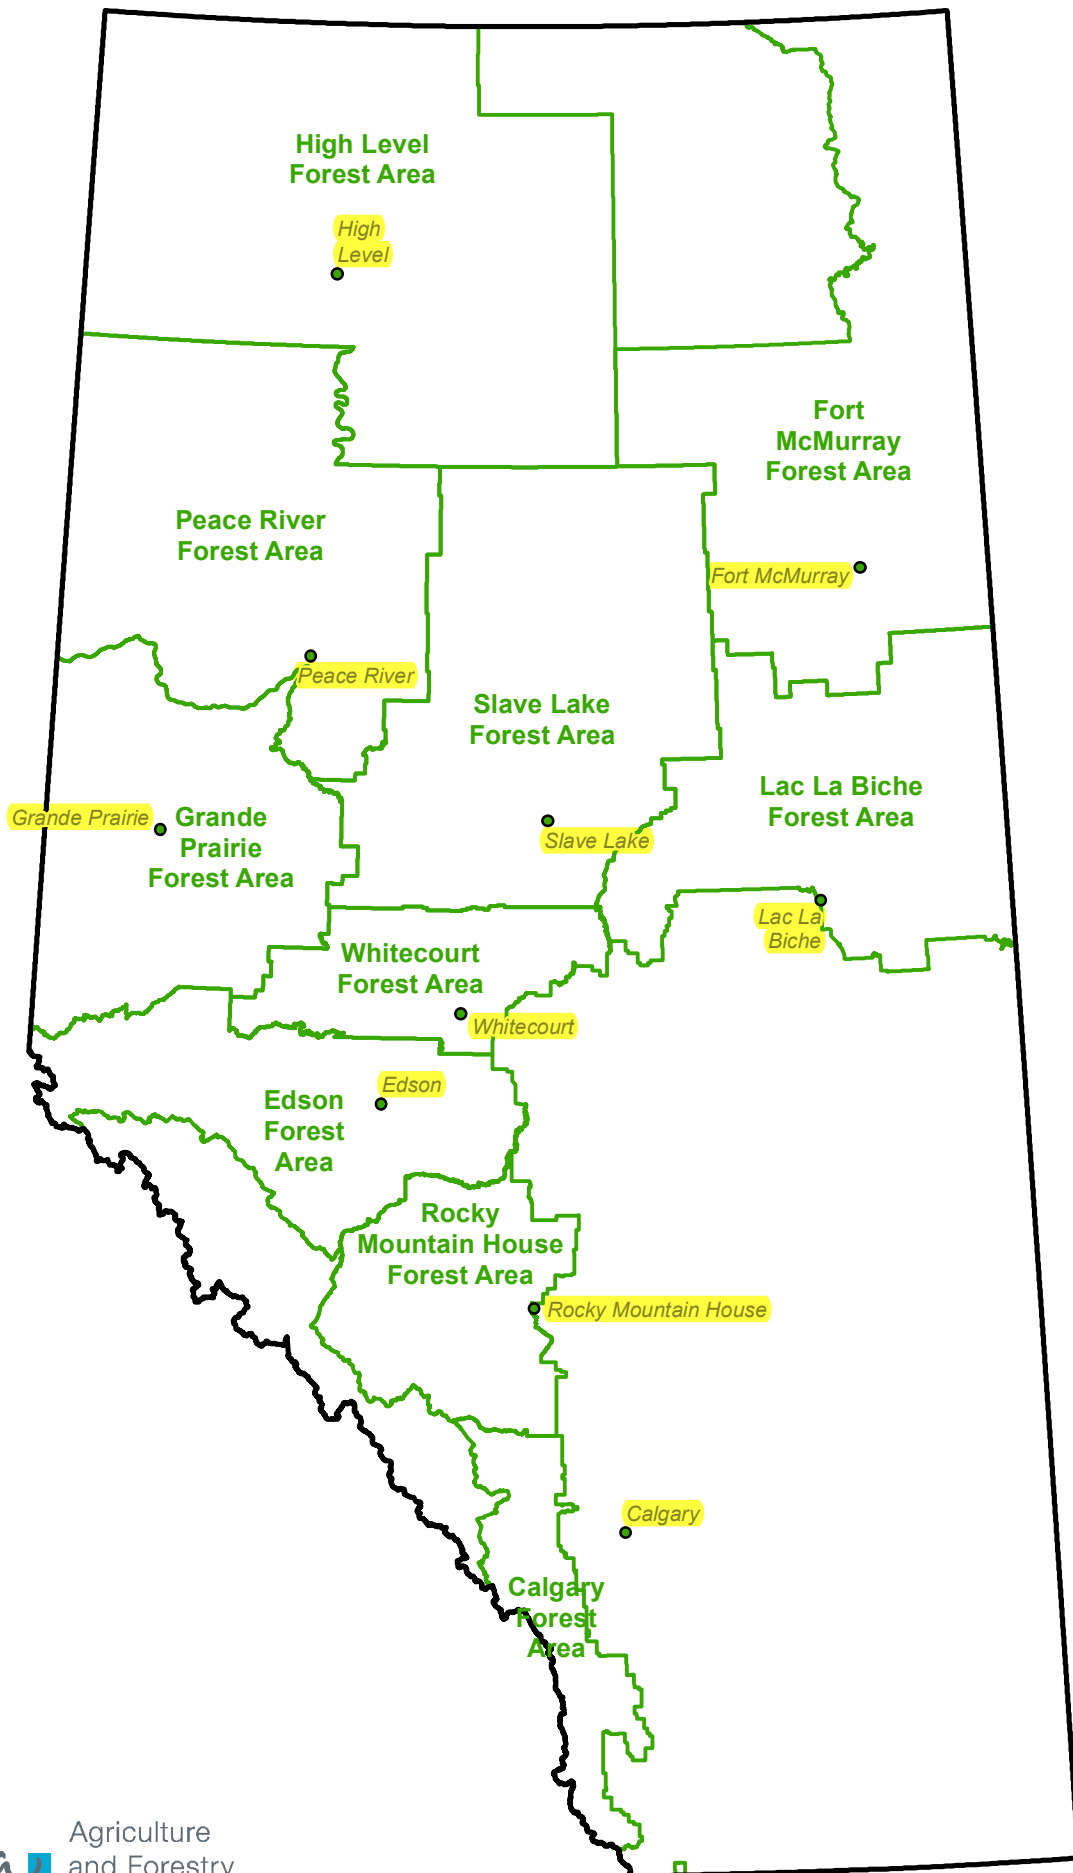 High Level
Forest Area
High
Level
Fort
McMurray
Forest Area
Peace River
Forest Area
Fort McMurray
Peace River
Slave Lake
Forest Area
Lac La Biche
Forest Area
Grande Prairie
Grande
Prairie
Forest Area
Slave Lake
Lac La
Biche
Whitecourt
Forest Area
Whitecourt
Edson
Edson
Forest
Area
Rocky
Mountain House
Forest Area
Rocky Mountain House
Calgary
Calgary
Forest
Area
Agriculture
and Forestry